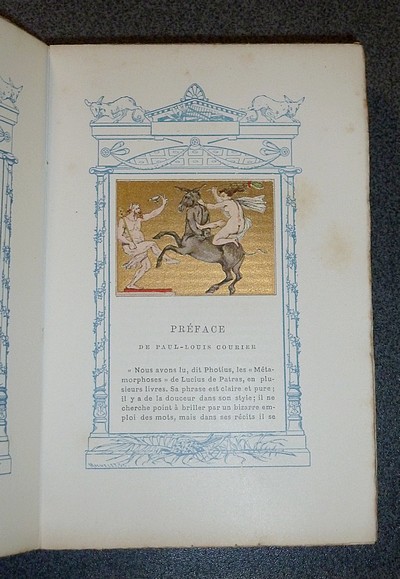 PRÉFACE
DE PAUL-LOUIS COURIER
« Nous avons lu, dit Photius, les « Méta-
morphoses » de Lucius de Patras, en plu-
sieurs livres. Sa phrase est claire et pure ;
il y a de la douceur dans son style ; il ne
cherche point à briller par un bizarre em-
ploi des mots, mais dans ses récits il se